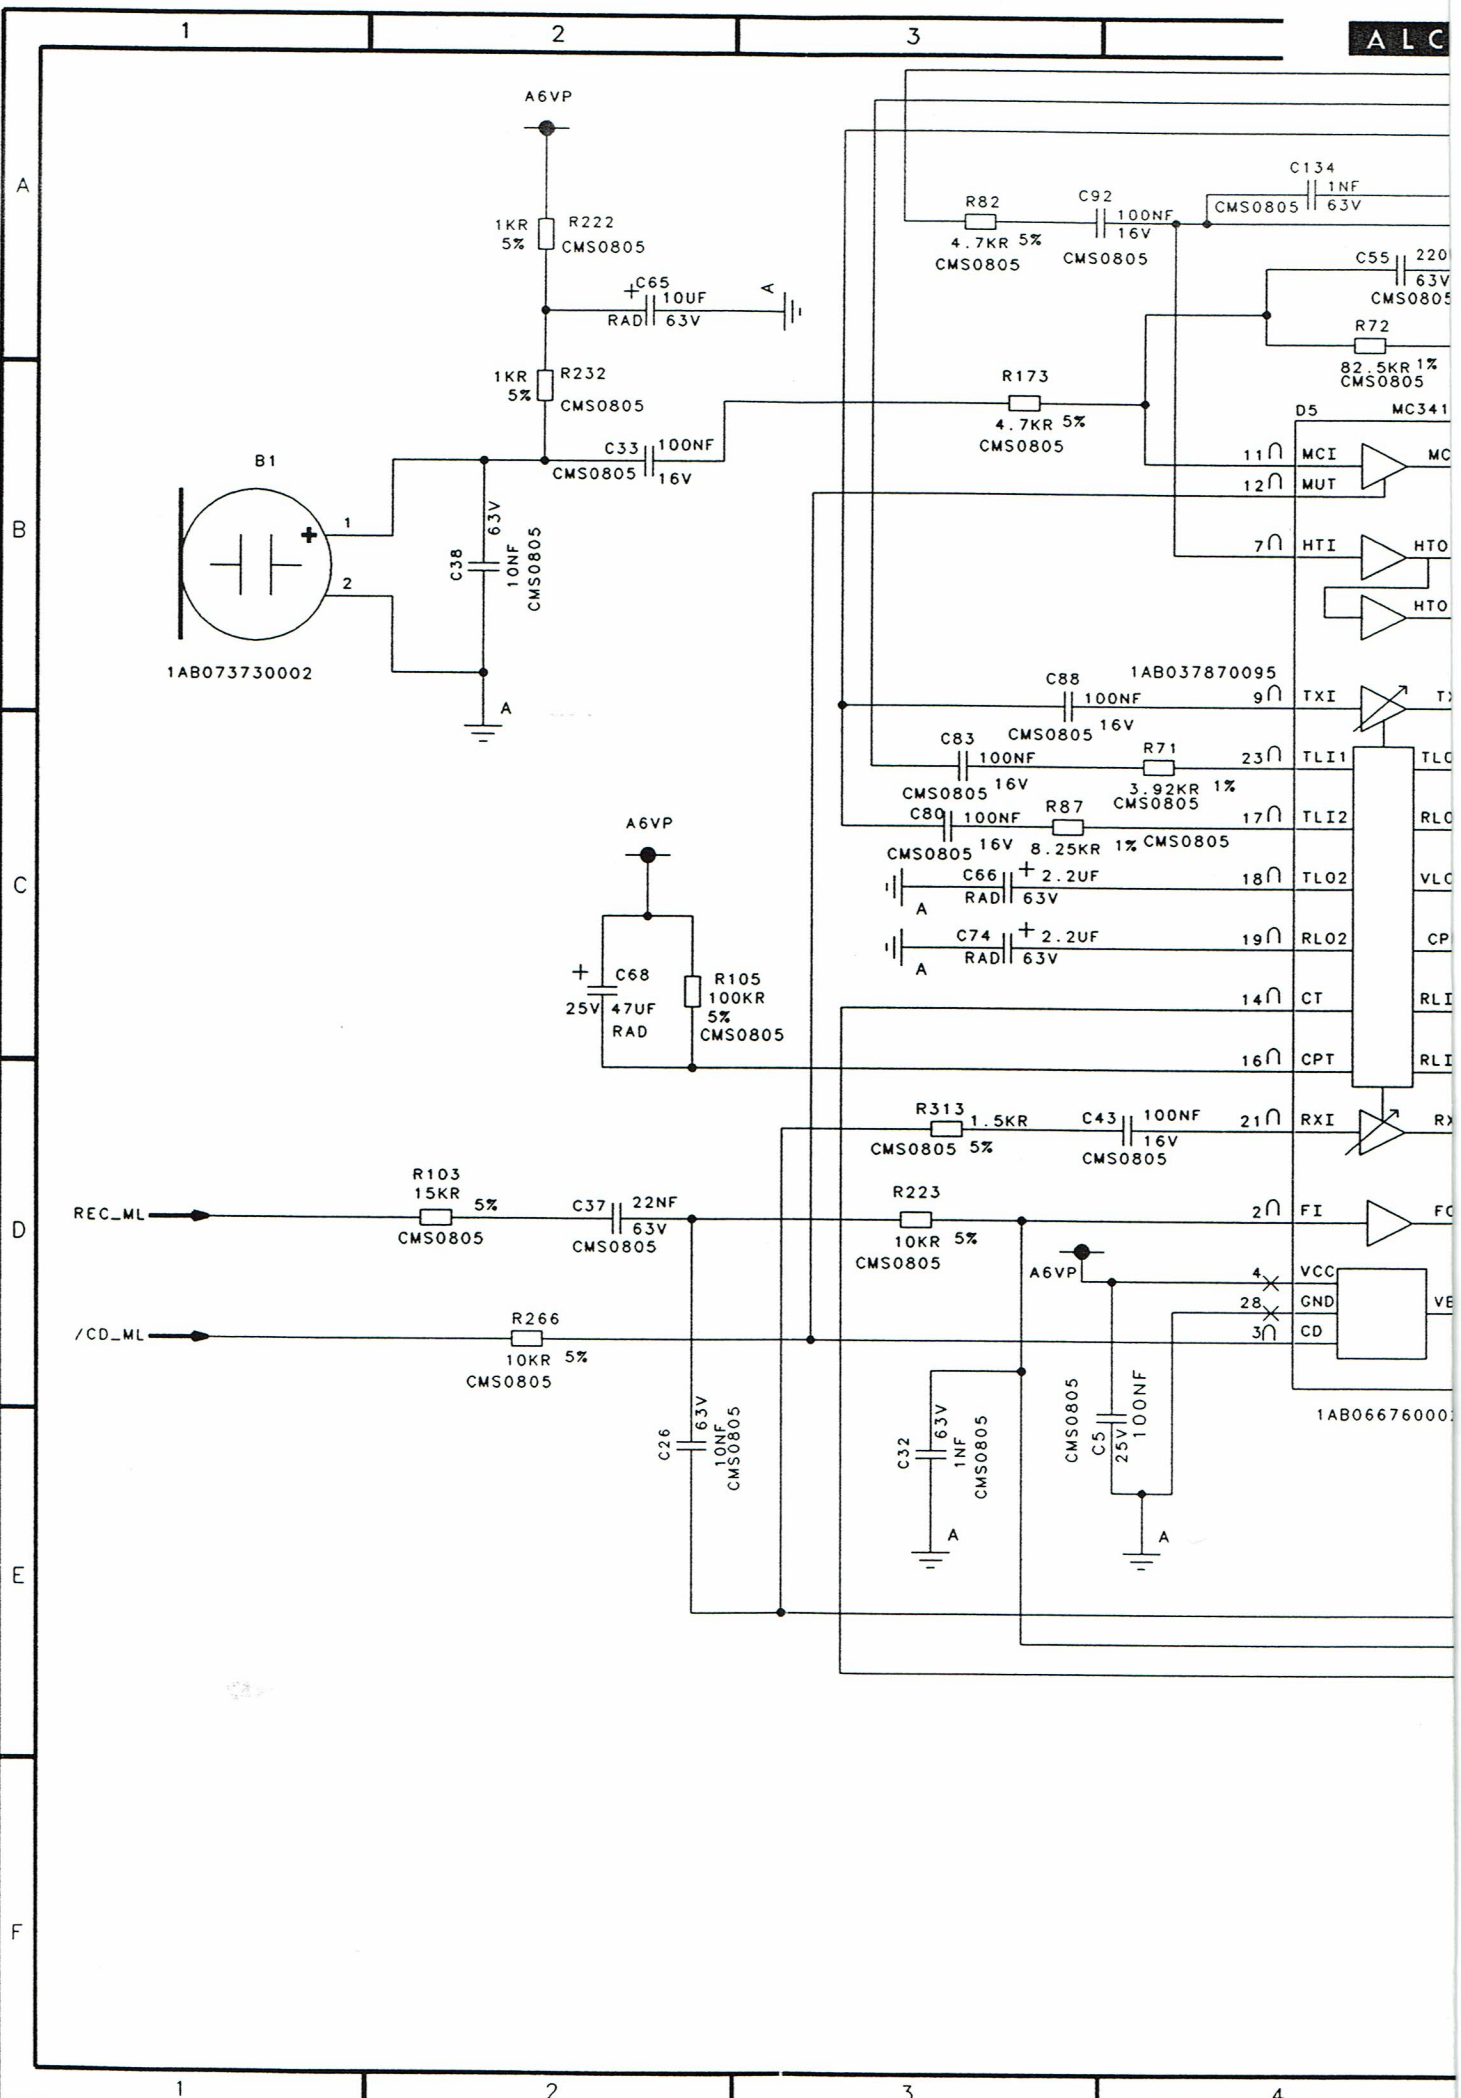 1
2
3
ALC
A6VP
A
C134
1NF
CMS0805
63V
R82
C92
100NF
4.7KR 5%
16V
CMS0805
CMS0805
1KR
R222
5%
CMS0805
C55
220
63V
CMS0805
+
C65
10UF
RAD
63V
A
R72
82.5KR 1%
CMS0805
1KR
R232
5%
CMS0805
R173
4.7KR 5%
CMS0805
D5
MC341
C33
100NF
CMS0805
16V
11
MCI
MC
12
MUT
B1
B
1
+
2
63V
C38
10NF
CMS0805
7
HTI
HTO
HTO
1AB073730002
A
C88
1AB037870095
100NF
9
TXI
CMS0805
16V
C83
100NF
R71
23
TLI1
CMS0805
16V
3.92KR 1%
CMS0805
C80
100NF
R87
17
TLI2
CMS0805
16V
8.25KR 1%
CMS0805
A6VP
C
C66
+
2.2UF
18
TLO2
A
RAD
63V
C74
+
2.2UF
19
RLO2
CP
A
RAD
63V
+
C68
R105
25V
47UF
100KR
RAD
5%
CMS0805
14
CT
RLI
16
CPT
RLI
R313
1.5KR
C43
100NF
21
RXI
CMS0805 5%
16V
CMS0805
R103
15KR
5%
REC_ML
CMS0805
C37
22NF
63V
CMS0805
R223
10KR 5%
CMS0805
2
FI
D
A6VP
4
VCC
28
GND
3
CD
/CD_ML
R266
10KR 5%
CMS0805
1AB06676000
C26
63V
10NF
CMS0805
C32
63V
1NF
CMS0805
CMS0805
C5
25V
100NF
A
A
E
F
1
2
3
4